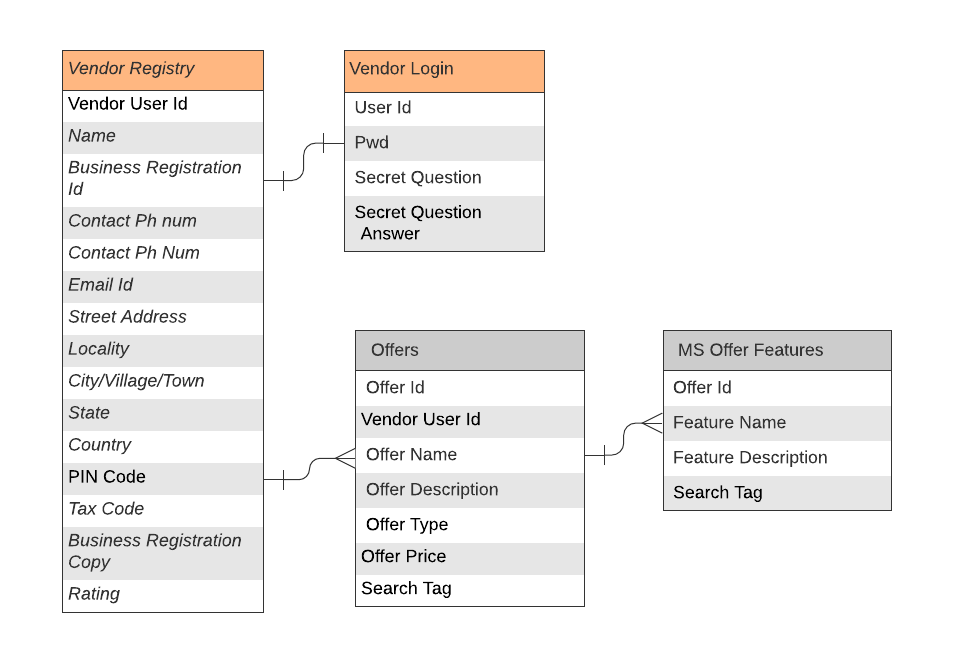 Vendor Registry
Vendor User Id
Name
Business Registration
Id
Contact Ph num
Contact Ph Num
Email Id
Street Address
Locality
City/Village/Town
State
Country
PIN Code
Tax Code
Business Registration
Copy
Rating
Vendor Login
User Id
Pwd
Secret Question
Secret Question
Answer
Offers
Offer Id
Vendor User Id
Offer Name
Offer Description
Offer Type
Offer Price
Search Tag
MS Offer Features
Offer Id
Feature Name
Feature Description
Search Tag